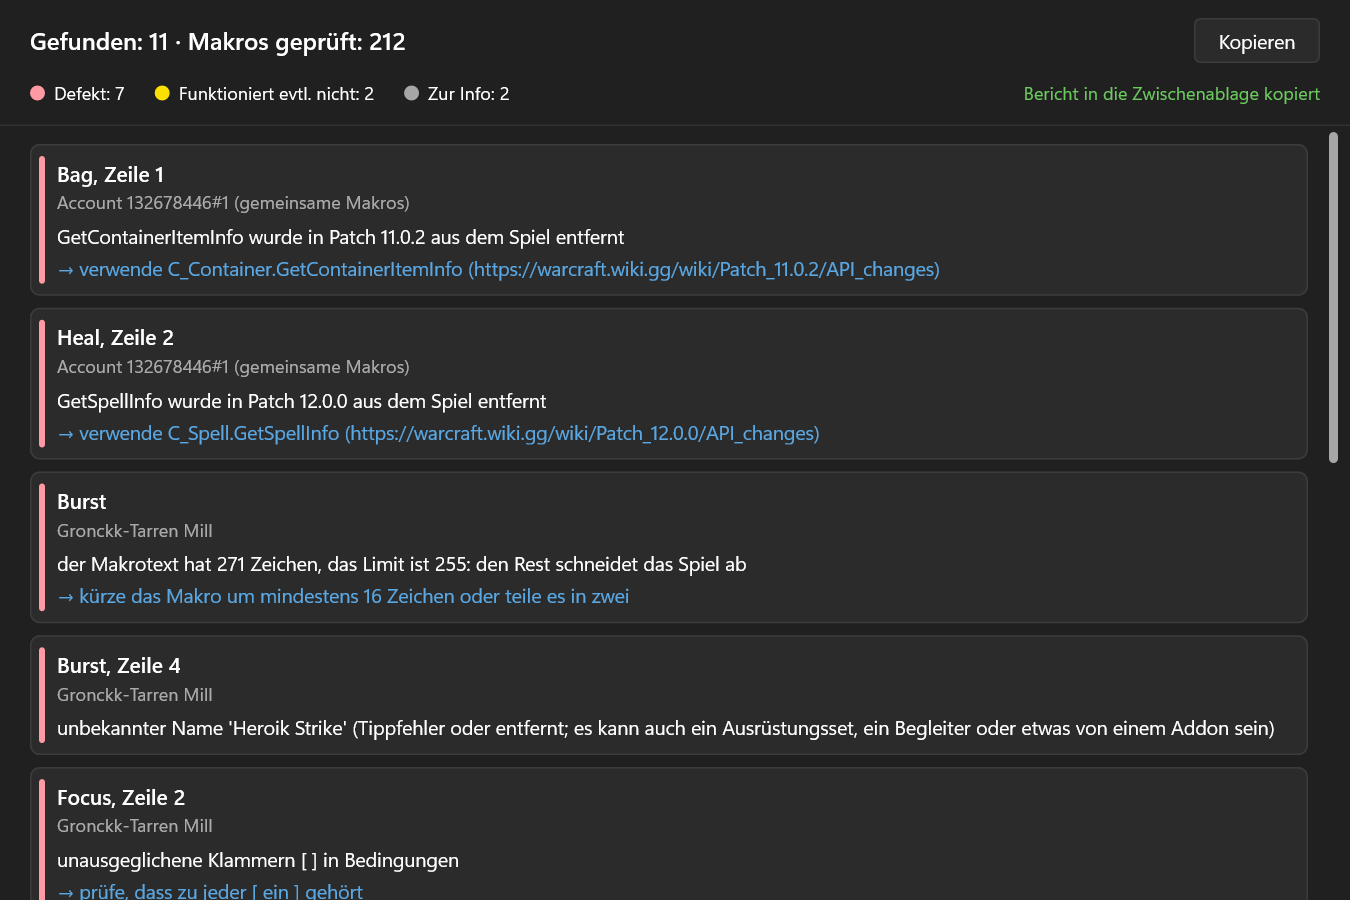 Gefunden: 11 · Makros geprüft: 212
Kopieren
Defekt: 7
Funktioniert evtl. nicht: 2
Zur Info: 2
Bericht in die Zwischenablage kopiert
Bag, Zeile 1
Account 132678446#1 (gemeinsame Makros)
GetContainerItemInfo wurde in Patch 11.0.2 aus dem Spiel entfernt
→ verwende C_Container.GetContainerItemInfo (https://warcraft.wiki.gg/wiki/Patch_11.0.2/API_changes)
Heal, Zeile 2
Account 132678446#1 (gemeinsame Makros)
GetSpellInfo wurde in Patch 12.0.0 aus dem Spiel entfernt
→ verwende C_Spell.GetSpellInfo (https://warcraft.wiki.gg/wiki/Patch_12.0.0/API_changes)
Burst
Gronckk-Tarren Mill
der Makrotext hat 271 Zeichen, das Limit ist 255: den Rest schneidet das Spiel ab
→ kürze das Makro um mindestens 16 Zeichen oder teile es in zwei
Burst, Zeile 4
Gronckk-Tarren Mill
unbekannter Name 'Heroik Strike' (Tippfehler oder entfernt; es kann auch ein Ausrüstungsset, ein Begleiter oder etwas von einem Addon sein)
Focus, Zeile 2
Gronckk-Tarren Mill
unausgeglichene Klammern [ ] in Bedingungen
→ prüfe, dass zu jeder [ ein ] gehört